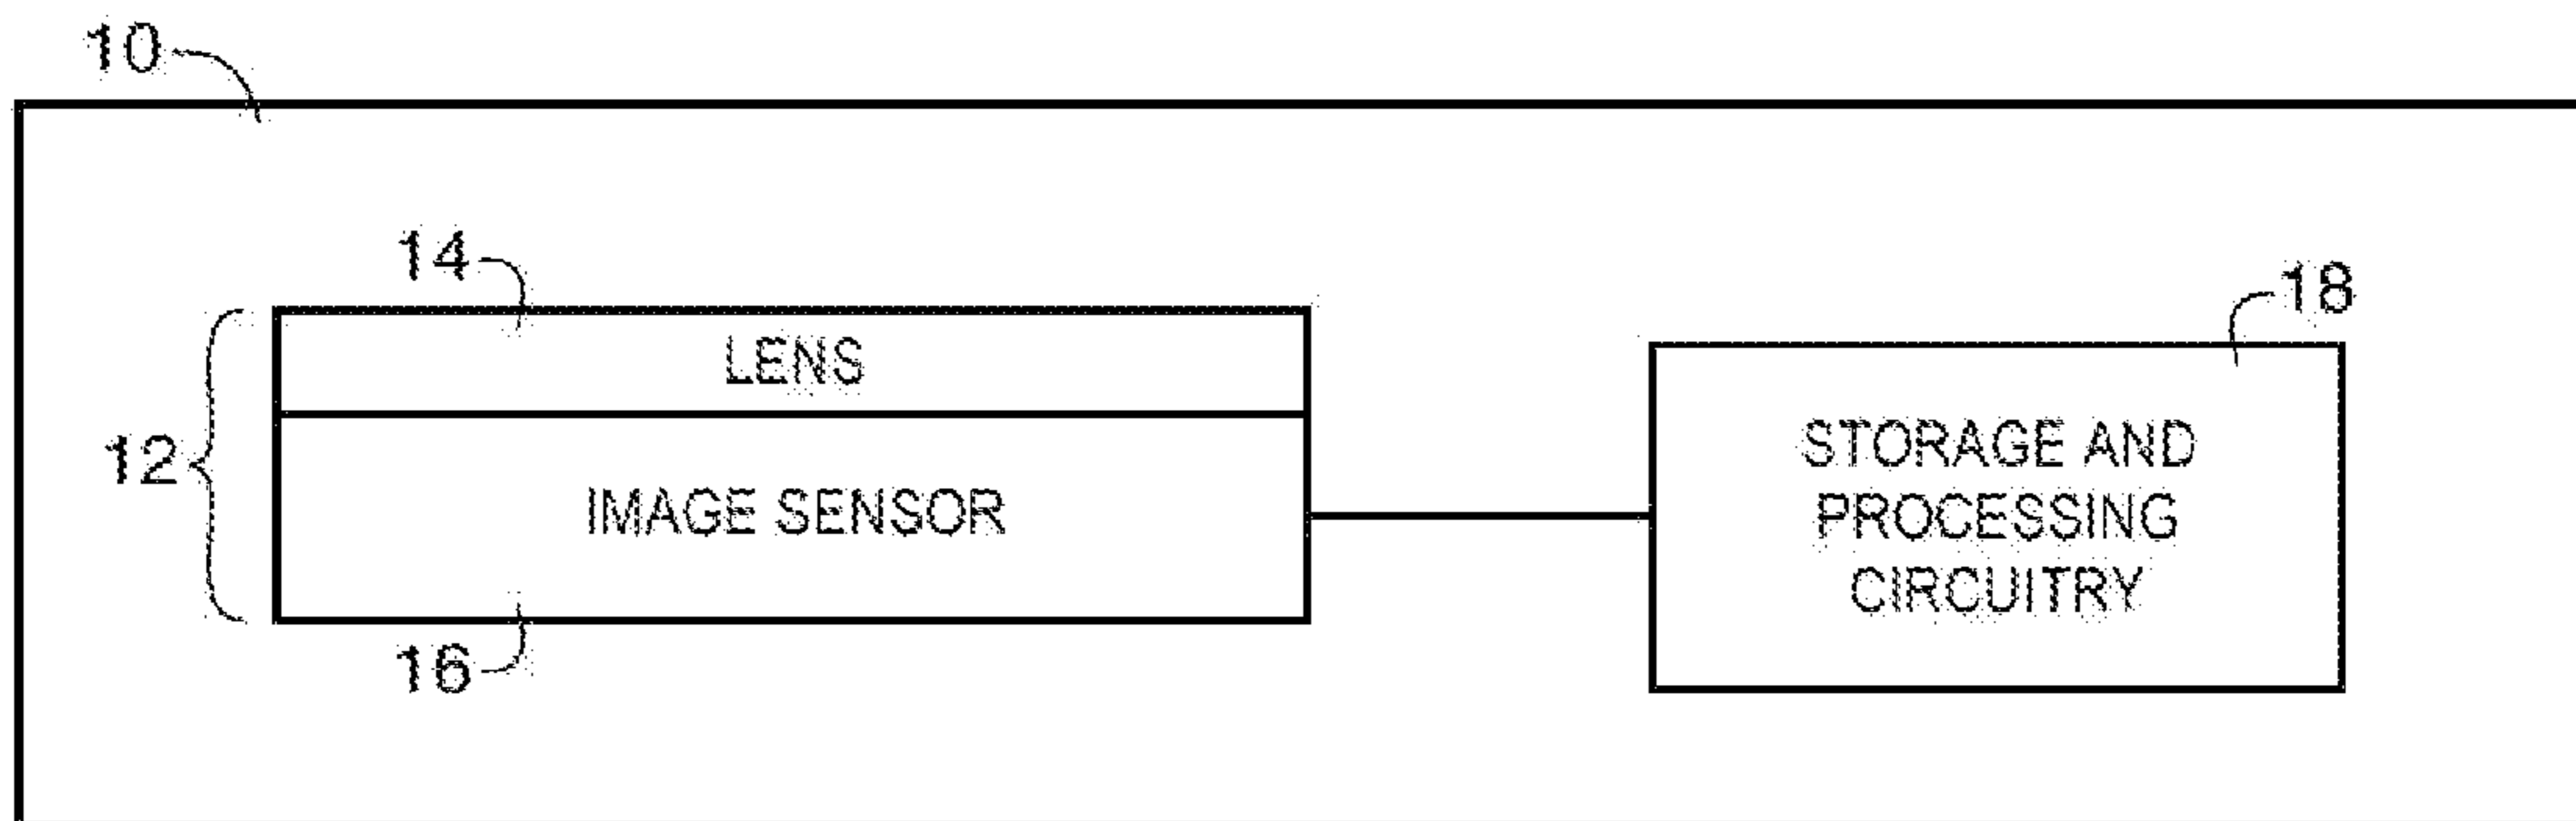 10
14
LENS
18
12
IMAGE SENSOR
STORAGE AND
PROCESSING
CIRCUITRY
16